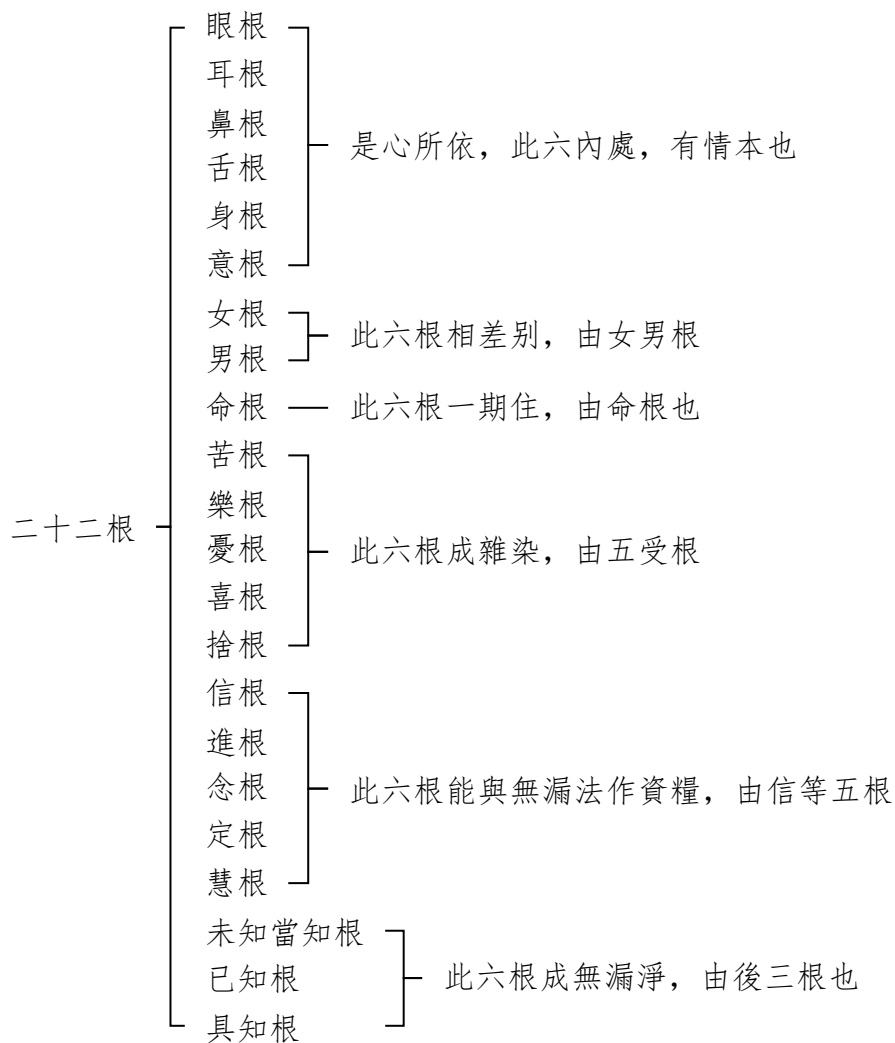 眼根
耳根
鼻根
舌根
身根
意根
是心所依，此六內處，有情本也
女根
男根
此六根相差別，由女男根
命根
此六根一期住，由命根也
二十二根
苦根
樂根
憂根
喜根
捨根
此六根成雜染，由五受根
信根
進根
念根
定根
慧根
此六根能與無漏法作資糧，由信等五根
未知當知根
已知根
具知根
此六根成無漏淨，由後三根也